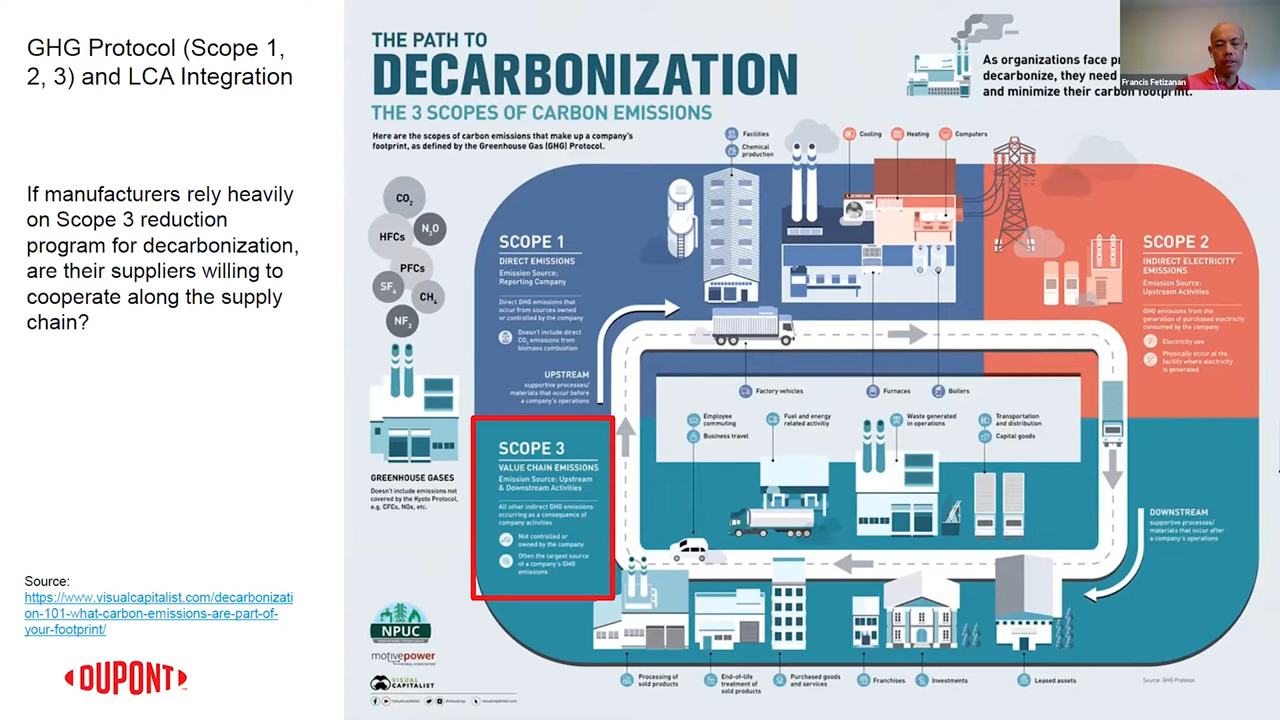 GHG Protocol (Scope 1,
2, 3) and LCA Integration
If manufacturers rely heavily
on Scope 3 reduction
program for decarbonization,
are their suppliers willing to
cooperate along the supply
chain?
Source:
https://www.visualcapitalist.com/decarbonizati
on-101-what-carbon-emissions-are-part-of-
your-footprint/
DUPONT
THE PATH TO
DECARBONIZATION
THE 3 SCOPES OF CARBON EMISSIONS
Here are the scopes of carbon emissions that make up a company's
footprint, as defined by the Greenhouse Gas (GHG) Protocol.
As organizations face
decarbonize, they need
and minimize their carbon footprint.
Francis Fetizanan
Facilities
Chemical
production
Cooling
Heating
Computers
CO2
HFCs
N2O
PFCs
SF6
CH4
NF3
GREENHOUSE GASES
Doesn't include emissions not
covered by the Kyoto Protocol,
e.g. CFCs, NOx, etc.
SCOPE 1
DIRECT EMISSIONS
Emission Source:
Reporting Company
Direct GHG emissions that
occur from sources owned
or controlled by the company
Doesn't include direct
CO2 emissions from
biomass combustion
UPSTREAM
supportive processes/
materials that occur before
a company's operations
SCOPE 2
INDIRECT ELECTRICITY
EMISSIONS
Emission Source:
Upstream Activities
GHG emissions from the
generation of purchased electricity
consumed by the company
Electricity use
Physically occur at the
facility where electricity
is generated
Factory vehicles
Furnaces
Boilers
Employee
commuting
Business travel
Fuel and energy
related activitiy
Waste generated
in operations
Transportation
and distribution
Capital goods
SCOPE 3
VALUE CHAIN EMISSIONS
Emission Source: Upstream
& Downstream Activities
All other indirect GHG emissions
occurring as a consequence of
company activities
Not controlled or
owned by the company
Often the largest source
of a company's GHG
emissions
DOWNSTREAM
supportive processes/
materials that occur after
a company's operations
Processing of
sold products
End-of-life
treatment of
sold products
Purchased goods
and services
Franchises
Investments
Leased assets
Source: GHG Protocol
NPUC
motivepower
VISUAL
CAPITALIST
/visualcapitalist
@visualcap
visualcapitalist.com